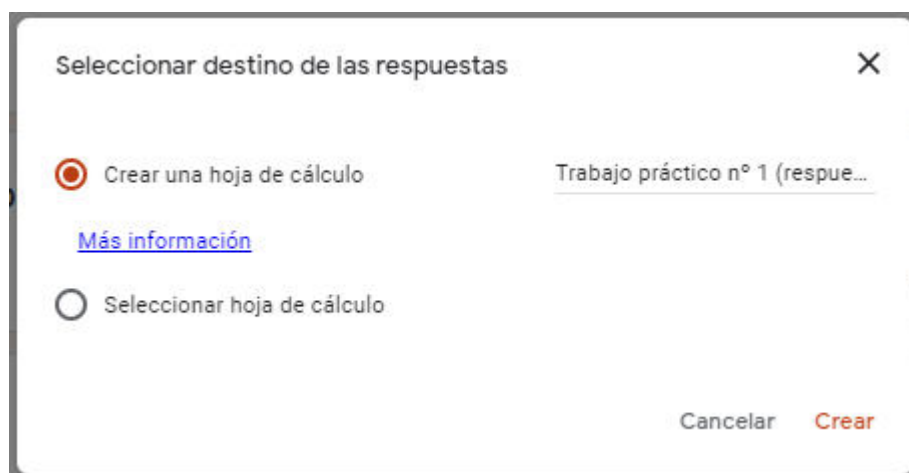 Seleccionar destino de las respuestas
Crear una hoja de cálculo
Trabajo práctico nº 1 (respue...
Más información
Seleccionar hoja de cálculo
Cancelar
Crear